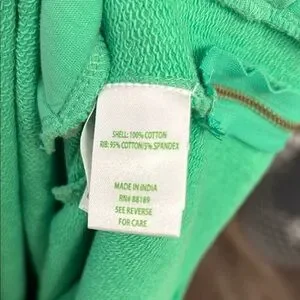 SHELL: 100% COTTON
RIB: 95% COTTON/5% SPANDEX
MADE IN INDIA
RN# 88189
SEE REVERSE
FOR CARE